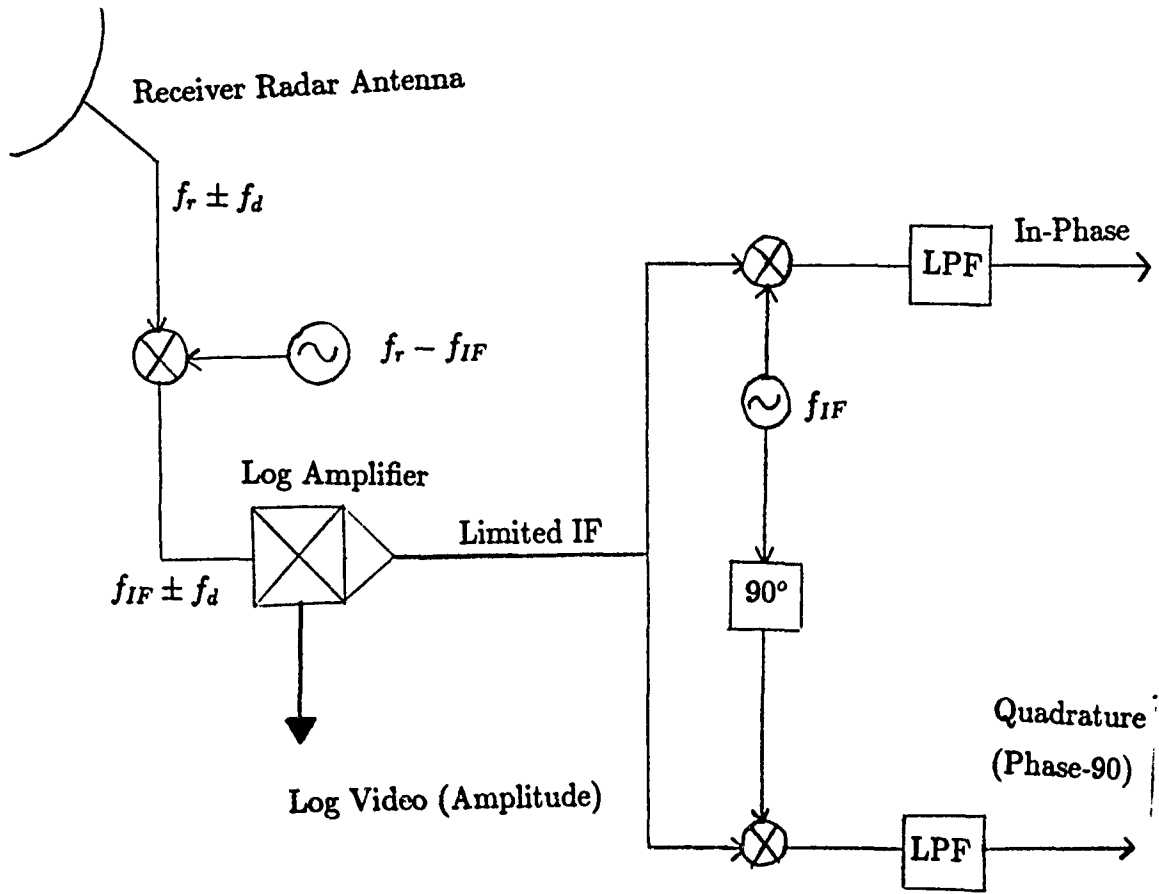 Receiver Radar Antenna
f_r ± f_d
In-Phase
LPF
f_r − f_IF
f_IF
Log Amplifier
Limited IF
90°
f_IF ± f_d
Quadrature
(Phase-90)
Log Video (Amplitude)
LPF